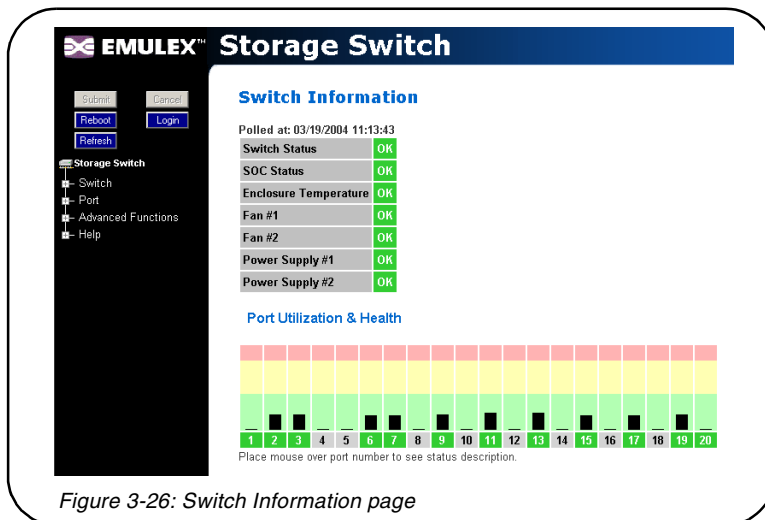 EMULEX™ Storage Switch
Submit Cancel
Reboot Login
Refresh
Storage Switch
Switch
Port
Advanced Functions
Help
Switch Information
Polled at: 03/19/2004 11:13:43
Switch Status OK
SOC Status OK
Enclosure Temperature OK
Fan #1 OK
Fan #2 OK
Power Supply #1 OK
Power Supply #2 OK
Port Utilization & Health
1 2 3 4 5 6 7 8 9 10 11 12 13 14 15 16 17 18 19 20
Place mouse over port number to see status description.
Figure 3-26: Switch Information page